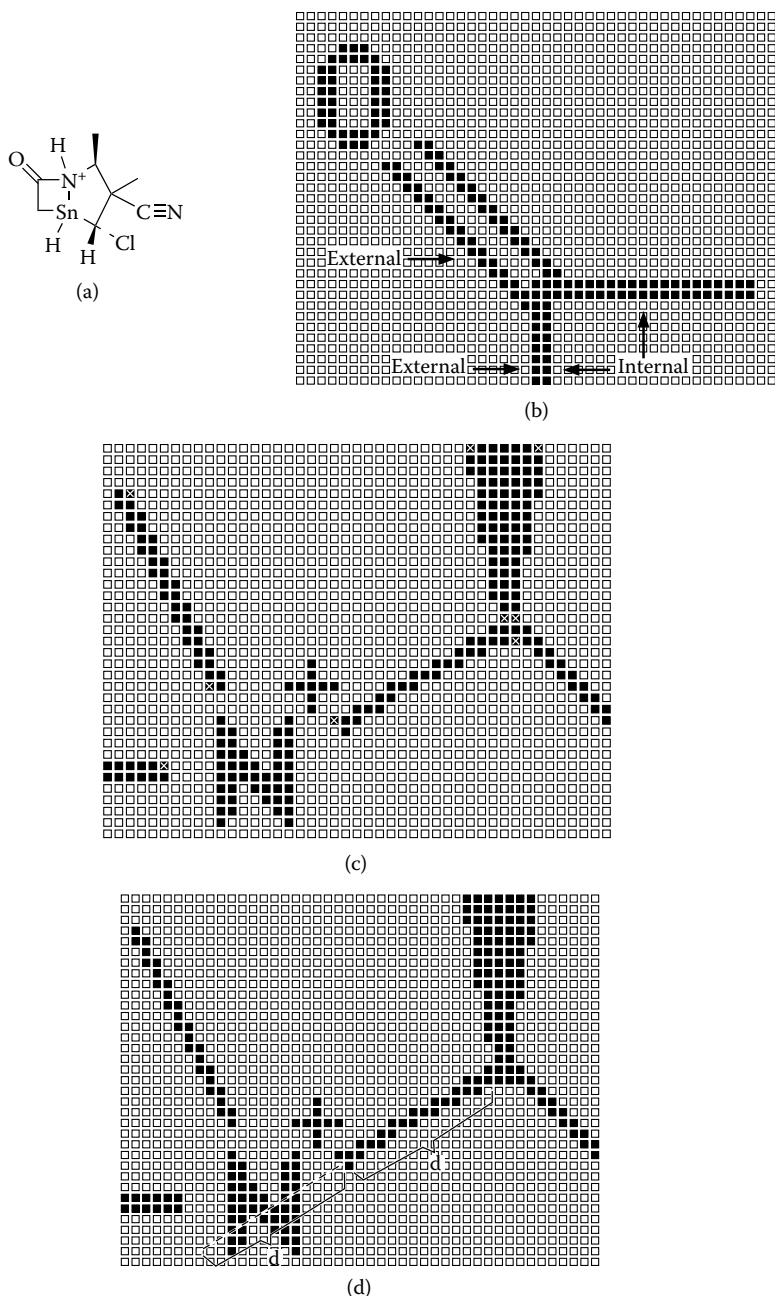 H
O
N+
C≡N
Sn
H
H
Cl
(a)
External
External
Internal
(b)
(c)
d
d
(d)